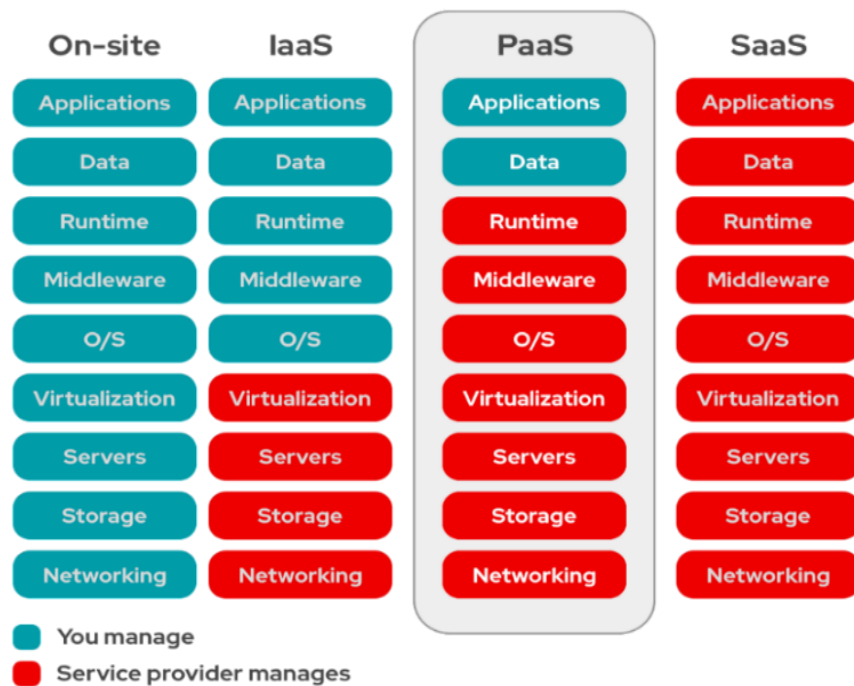 On-site IaaS PaaS SaaS
Applications Applications Applications Applications
Data Data Data Data
Runtime Runtime Runtime Runtime
Middleware Middleware Middleware Middleware
O/S O/S O/S O/S
Virtualization Virtualization Virtualization Virtualization
Servers Servers Servers Servers
Storage Storage Storage Storage
Networking Networking Networking Networking
You manage
Service provider manages